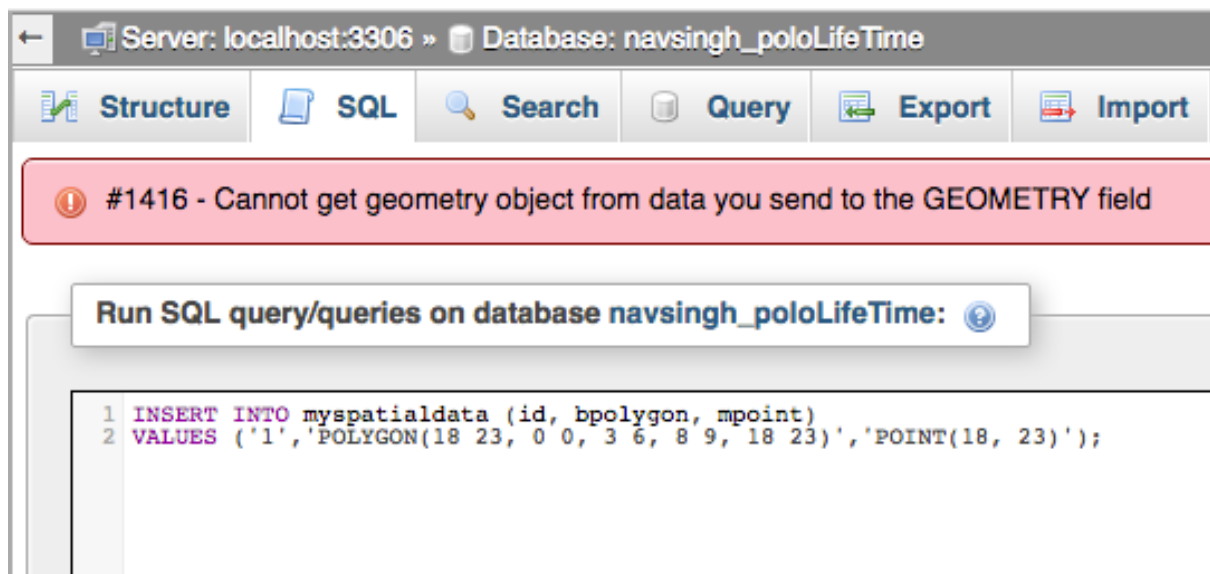 ← Server: localhost:3306 » Database: navsingh_poloLifeTime
Structure SQL Search Query Export Import
#1416 - Cannot get geometry object from data you send to the GEOMETRY field
Run SQL query/queries on database navsingh_poloLifeTime:
1 INSERT INTO myspatialdata (id, bpolygon, mpoint)
2 VALUES ('1','POLYGON(18 23, 0 0, 3 6, 8 9, 18 23)','POINT(18, 23)');